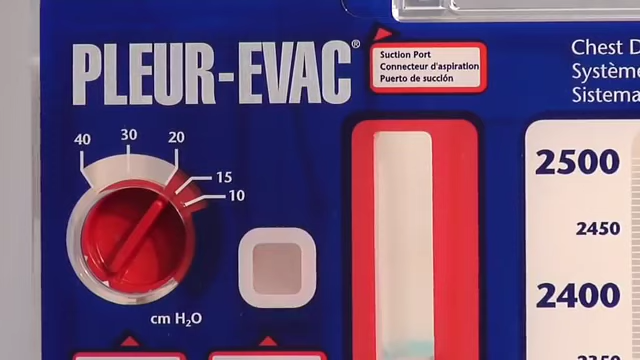 PLEUR-EVAC®
Suction Port
Connecteur d'aspiration
Puerto de succión
Chest D
Système
Sistema
40
30
20
15
10
cm H₂O
2500
2450
2400